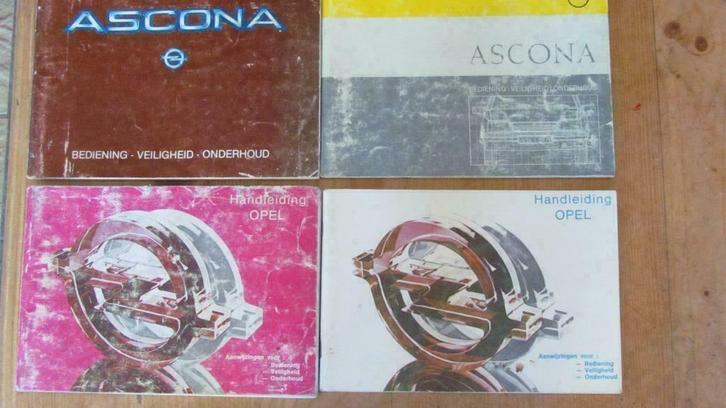 ASCONA
BEDIENING - VEILIGHEID - ONDERHOUD
ASCONA
BEDIENING - VEILIGHEID - ONDERHOUD
Handleiding
OPEL
Aanwijzingen voor :
— Bediening
— Veiligheid
— Onderhoud
Handleiding
OPEL
Aanwijzingen voor :
— Bediening
— Veiligheid
— Onderhoud